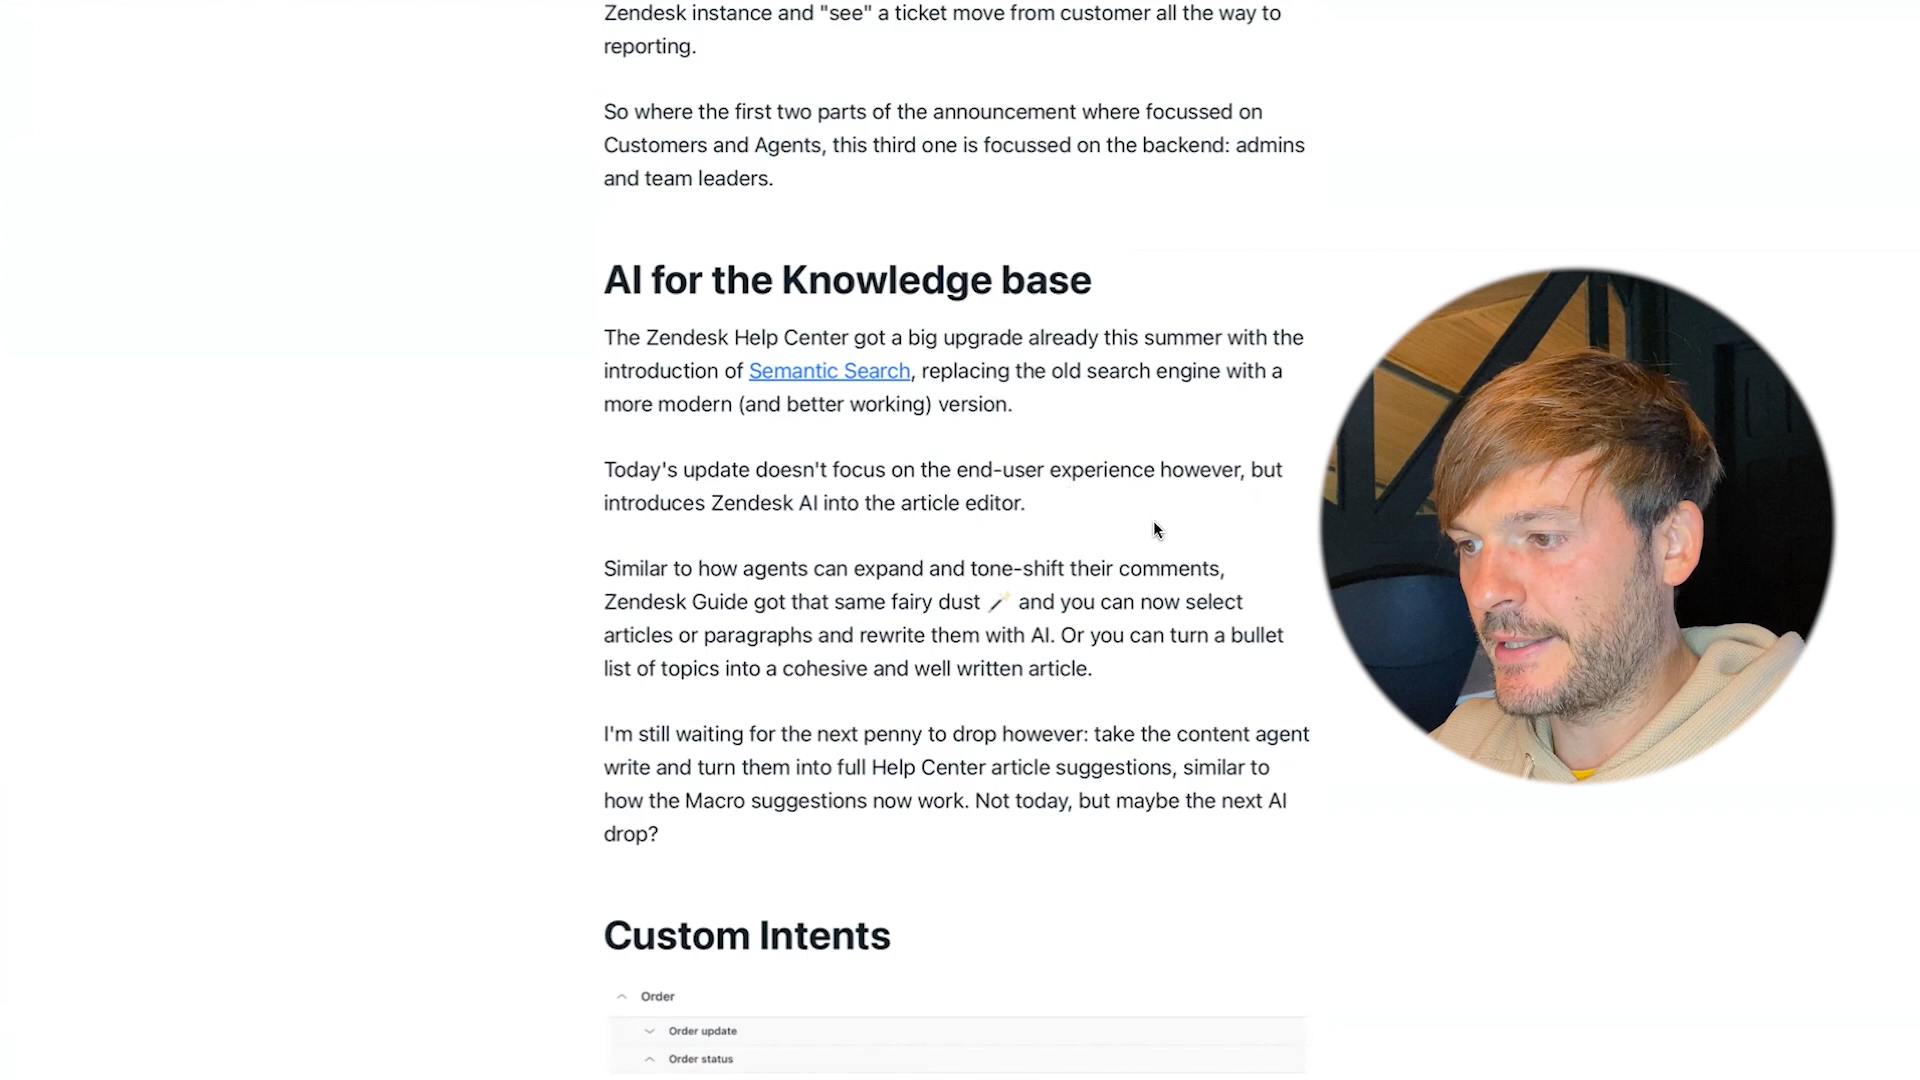 Zendesk instance and "see" a ticket move from customer all the way to
reporting.
So where the first two parts of the announcement where focussed on
Customers and Agents, this third one is focussed on the backend: admins
and team leaders.
AI for the Knowledge base
The Zendesk Help Center got a big upgrade already this summer with the
introduction of Semantic Search, replacing the old search engine with a
more modern (and better working) version.
Today's update doesn't focus on the end-user experience however, but
introduces Zendesk AI into the article editor.
Similar to how agents can expand and tone-shift their comments,
Zendesk Guide got that same fairy dust 🪄 and you can now select
articles or paragraphs and rewrite them with AI. Or you can turn a bullet
list of topics into a cohesive and well written article.
I'm still waiting for the next penny to drop however: take the content agent
write and turn them into full Help Center article suggestions, similar to
how the Macro suggestions now work. Not today, but maybe the next AI
drop?
Custom Intents
Order
Order update
Order status